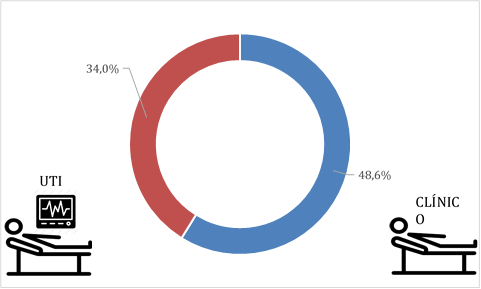 34,0%
48,6%
UTI
CLÍNIC
O